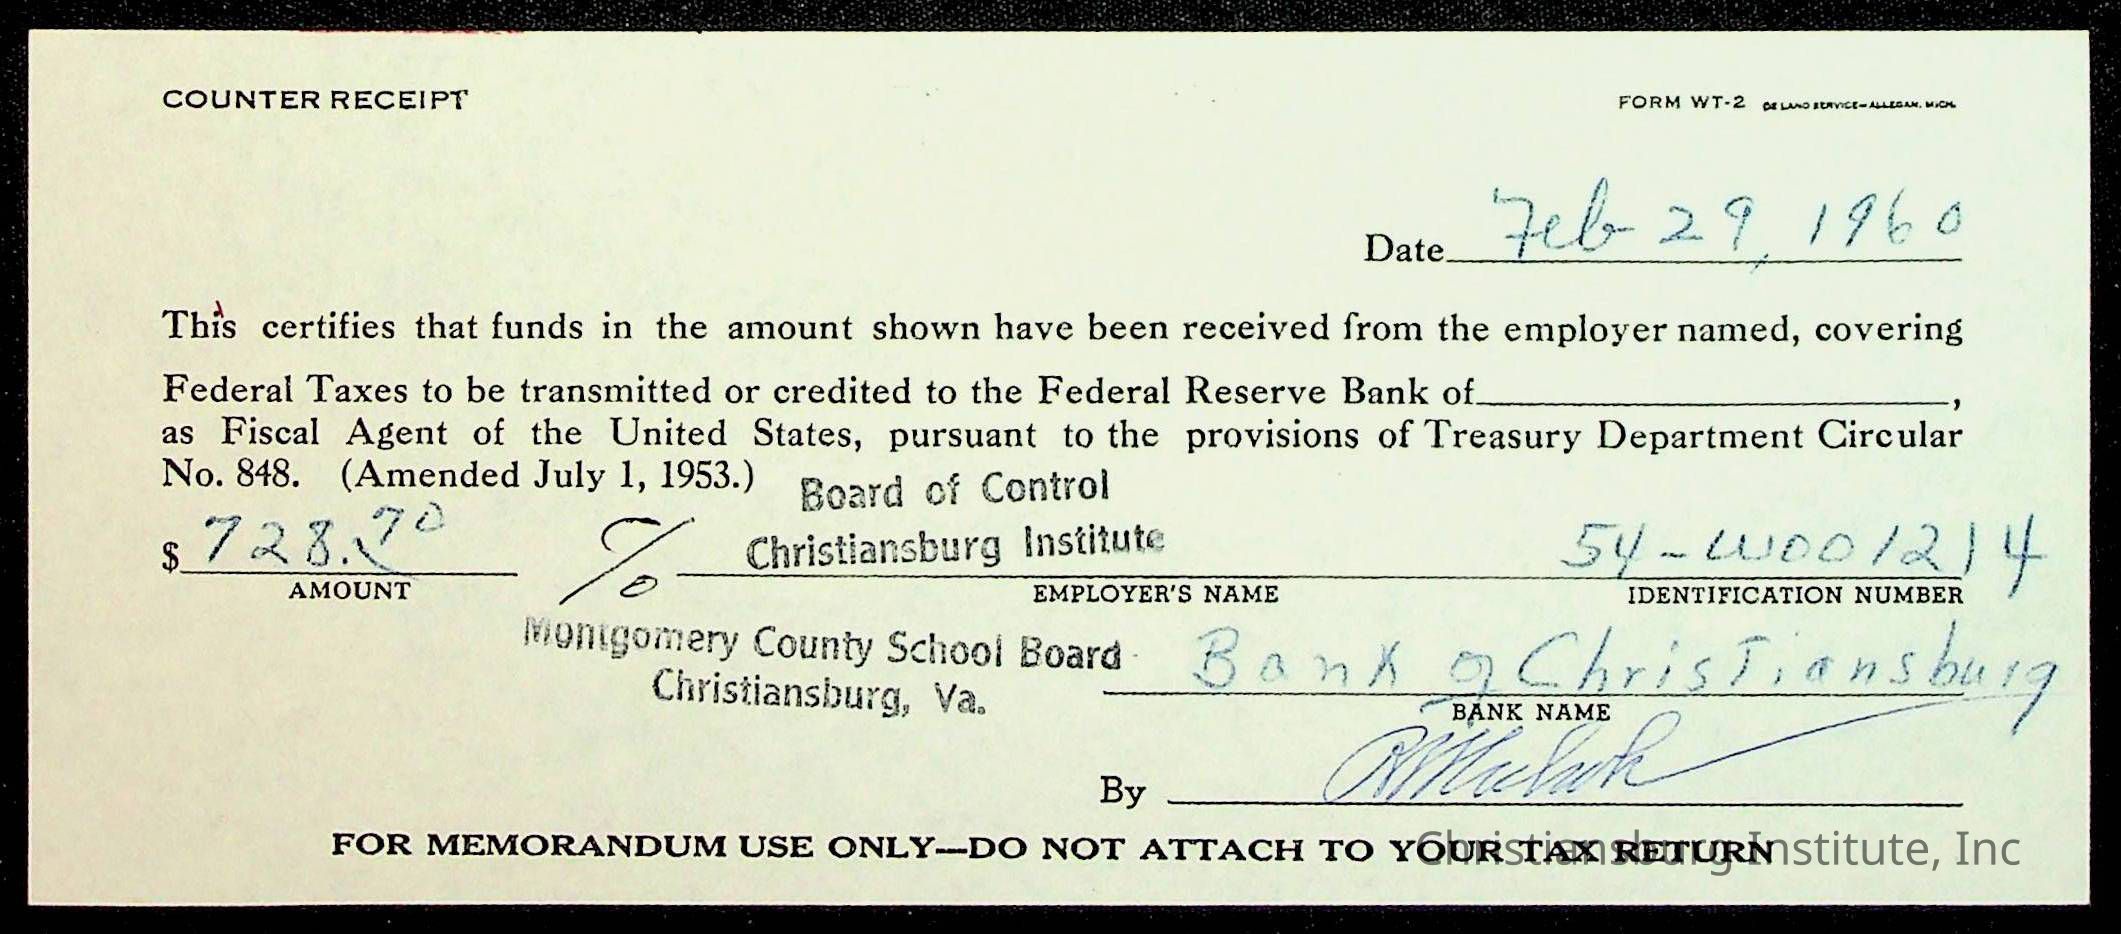 COUNTER RECEIPT
FORM WT-2 DE LAND SERVICE—ALLEGAN, MICH.
Date Feb 29, 1960
This certifies that funds in the amount shown have been received from the employer named, covering
Federal Taxes to be transmitted or credited to the Federal Reserve Bank of ,
as Fiscal Agent of the United States, pursuant to the provisions of Treasury Department Circular
No. 848. (Amended July 1, 1953.)
Board of Control
$ 728.70 c/o Christiansburg Institute 54-W001214
AMOUNT EMPLOYER'S NAME IDENTIFICATION NUMBER
Montgomery County School Board Bank of Christiansburg
Christiansburg, Va.
BANK NAME
By
FOR MEMORANDUM USE ONLY—DO NOT ATTACH TO YOUR TAX RETURN
Christiansburg Institute, Inc